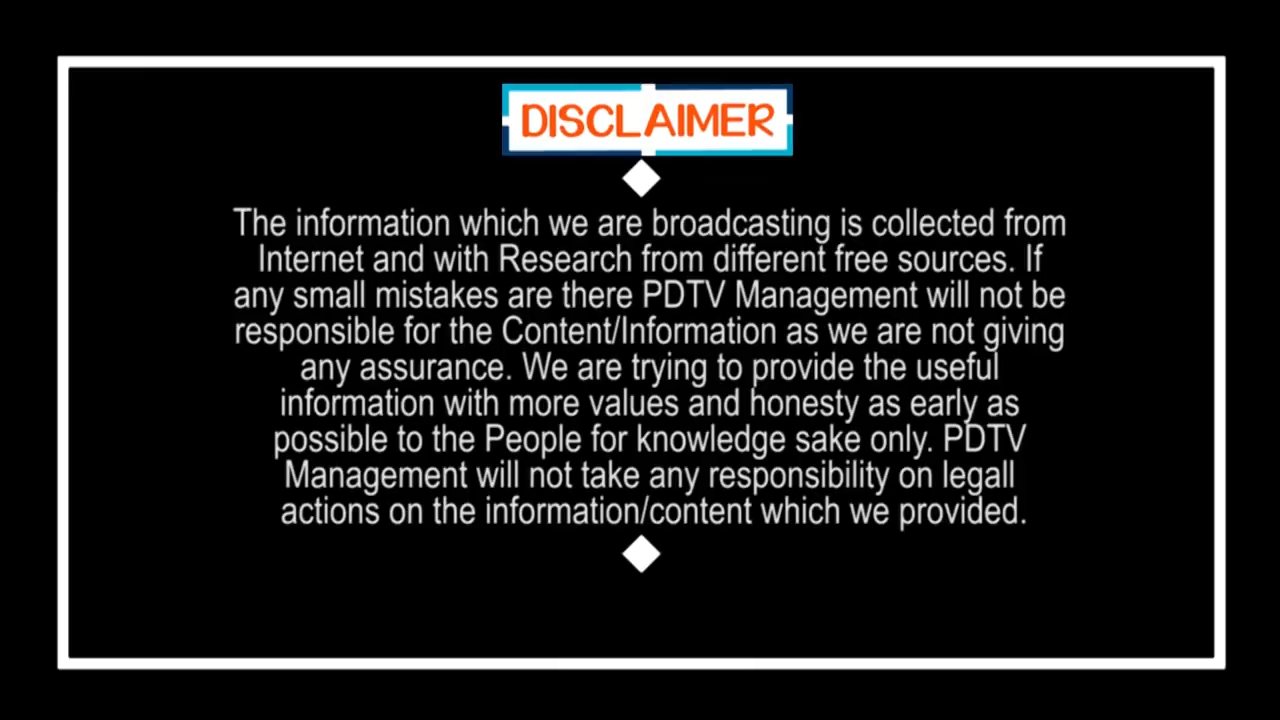 DISCLAIMER
The information which we are broadcasting is collected from
Internet and with Research from different free sources. If
any small mistakes are there PDTV Management will not be
responsible for the Content/Information as we are not giving
any assurance. We are trying to provide the useful
information with more values and honesty as early as
possible to the People for knowledge sake only. PDTV
Management will not take any responsibility on legall
actions on the information/content which we provided.